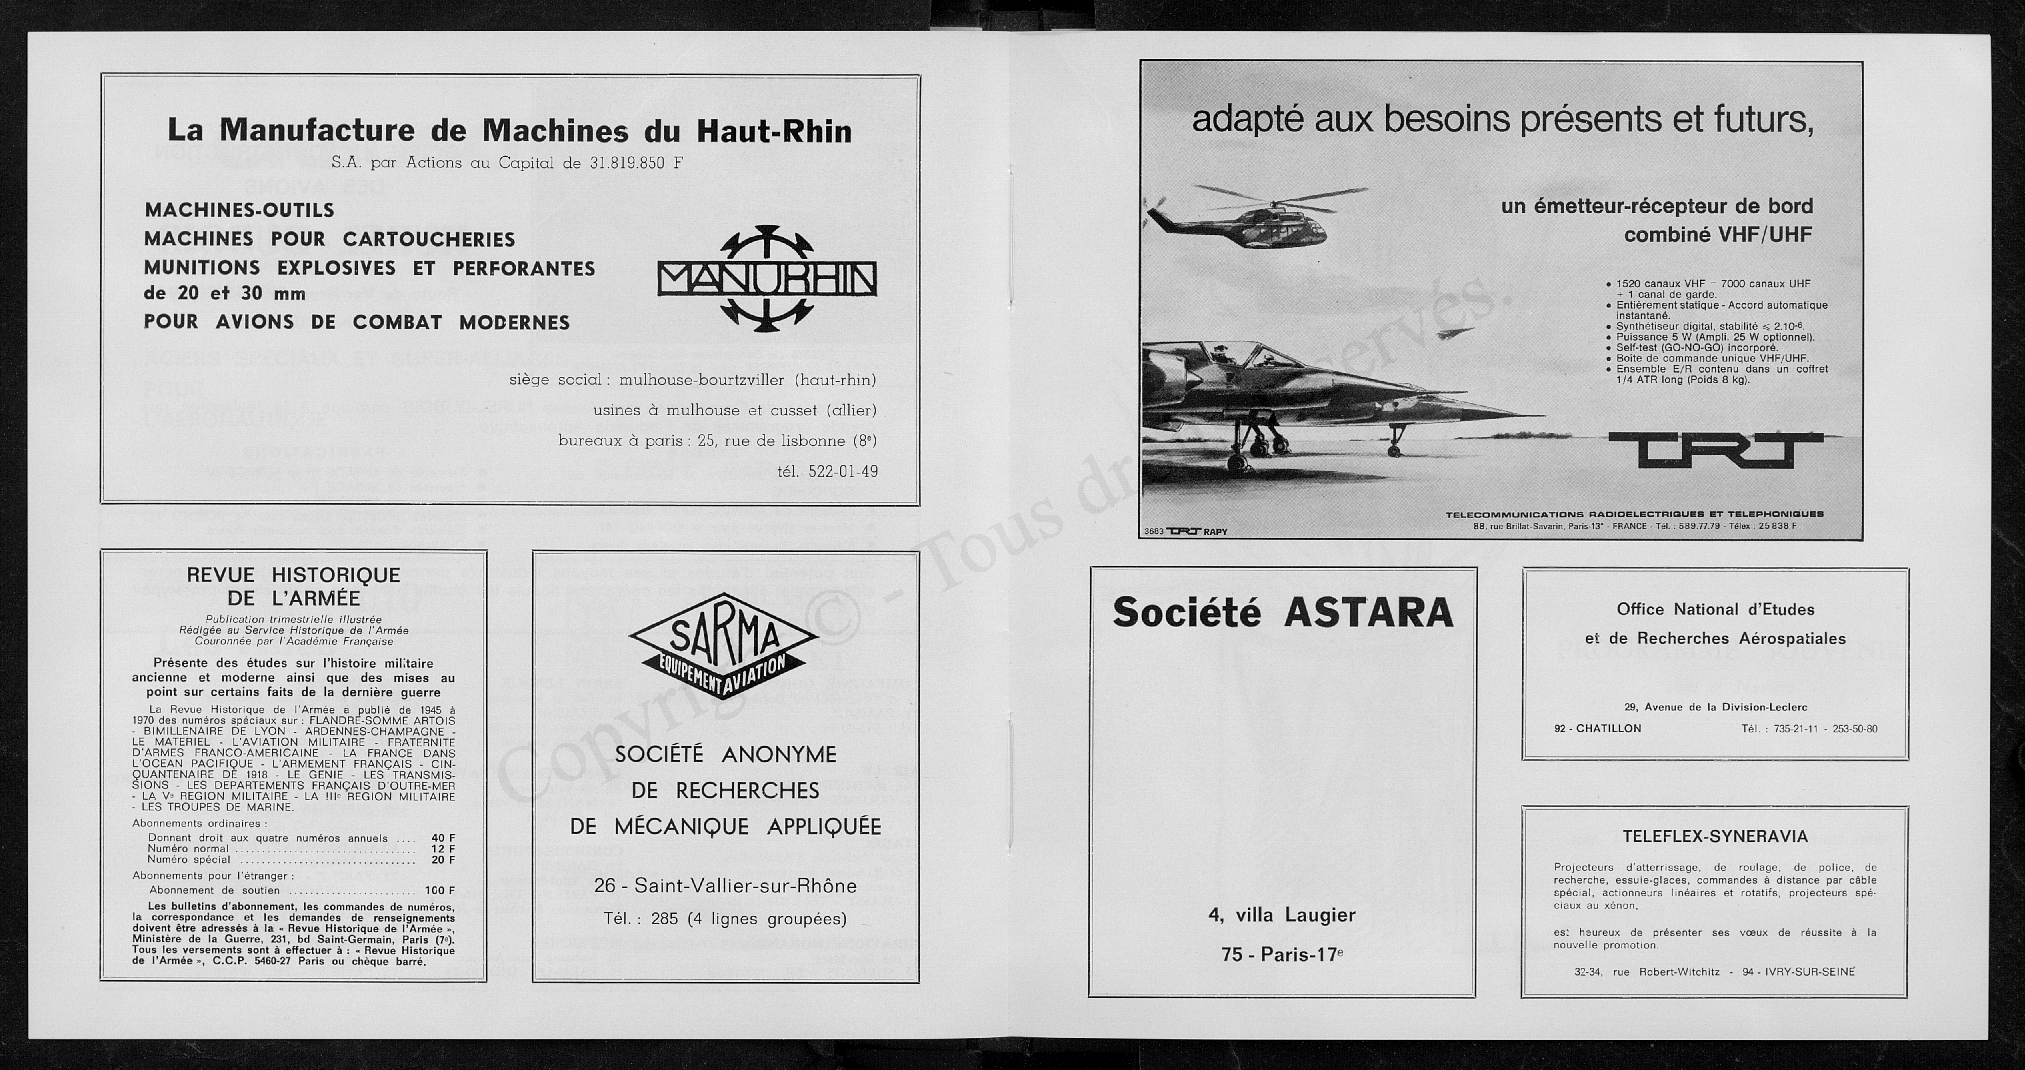 La Manufacture de Machines du Haut-Rhin
S.A. par Actions au Capital de 31.819.850 F
MACHINES-OUTILS
MACHINES POUR CARTOUCHERIES
MUNITIONS EXPLOSIVES ET PERFORANTES
de 20 et 30 mm
POUR AVIONS DE COMBAT MODERNES
MANURHIN
siège social : mulhouse-bourtzviller (haut-rhin)
usines à mulhouse et cusset (allier)
bureaux à paris : 25, rue de lisbonne (8e)
tél. 522-01-49
REVUE HISTORIQUE
DE L'ARMÉE
Publication trimestrielle illustrée
Rédigée au Service Historique de l'Armée
Couronnée par l'Académie Française
Présente des études sur l'histoire militaire
ancienne et moderne ainsi que des mises au
point sur certains faits de la dernière guerre
La Revue Historique de l'Armée a publié de 1945 à
1970 des numéros spéciaux sur : FLANDRE-SOMME ARTOIS
- BIMILLENAIRE DE LYON - ARDENNES-CHAMPAGNE -
LE MATERIEL - L'AVIATION MILITAIRE - FRATERNITE
D'ARMES FRANCO-AMERICAINE - LA FRANCE DANS
L'OCEAN PACIFIQUE - L'ARMEMENT FRANÇAIS - CIN-
QUANTENAIRE DE 1918 - LE GENIE - LES TRANSMIS-
SIONS - LES DEPARTEMENTS FRANÇAIS D'OUTRE-MER
- LA Ve REGION MILITAIRE - LA IIIe REGION MILITAIRE
- LES TROUPES DE MARINE.
Abonnements ordinaires :
Donnant droit aux quatre numéros annuels .... 40 F
Numéro normal ................................ 12 F
Numéro spécial ............................... 20 F
Abonnements pour l'étranger :
Abonnement de soutien ....................... 100 F
Les bulletins d'abonnement, les commandes de numéros,
la correspondance et les demandes de renseignements
doivent être adressés à la « Revue Historique de l'Armée »,
Ministère de la Guerre, 231, bd Saint-Germain, Paris (7e).
Tous les versements sont à effectuer à : « Revue Historique
de l'Armée », C.C.P. 5460-27 Paris ou chèque barré.
SARMA
EQUIPEMENT AVIATION
SOCIÉTÉ ANONYME
DE RECHERCHES
DE MÉCANIQUE APPLIQUÉE
26 - Saint-Vallier-sur-Rhône
Tél. : 285 (4 lignes groupées)
adapté aux besoins présents et futurs,
un émetteur-récepteur de bord
combiné VHF/UHF
• 1520 canaux VHF - 7000 canaux UHF
+ 1 canal de garde.
• Entièrement statique - Accord automatique
instantané.
• Synthétiseur digital, stabilité ⩽ 2.10-6.
• Puissance 5 W (Ampli. 25 W optionnel).
• Self-test (GO-NO-GO) incorporé.
• Boite de commande unique VHF/UHF.
• Ensemble E/R contenu dans un coffret
1/4 ATR long (Poids 8 kg).
TRT
TELECOMMUNICATIONS RADIOELECTRIQUES ET TELEPHONIQUES
88, rue Brillat-Savarin, Paris-13e - FRANCE - Tél. : 589.77.79 - Télex : 25838 F
3683 TRT RAPY
Société ASTARA
4, villa Laugier
75 - Paris-17e
Office National d'Etudes
et de Recherches Aérospatiales
29, Avenue de la Division-Leclerc
92 - CHATILLON Tél. : 735-21-11 - 253-50-80
TELEFLEX-SYNERAVIA
Projecteurs d'atterrissage, de roulage, de police, de
recherche, essuie-glaces, commandes à distance par câble
spécial, actionneurs linéaires et rotatifs, projecteurs spé-
ciaux au xénon,
est heureux de présenter ses vœux de réussite à la
nouvelle promotion.
32-34, rue Robert-Witchitz - 94 - IVRY-SUR-SEINE
Copyright © - Tous droits réservés.